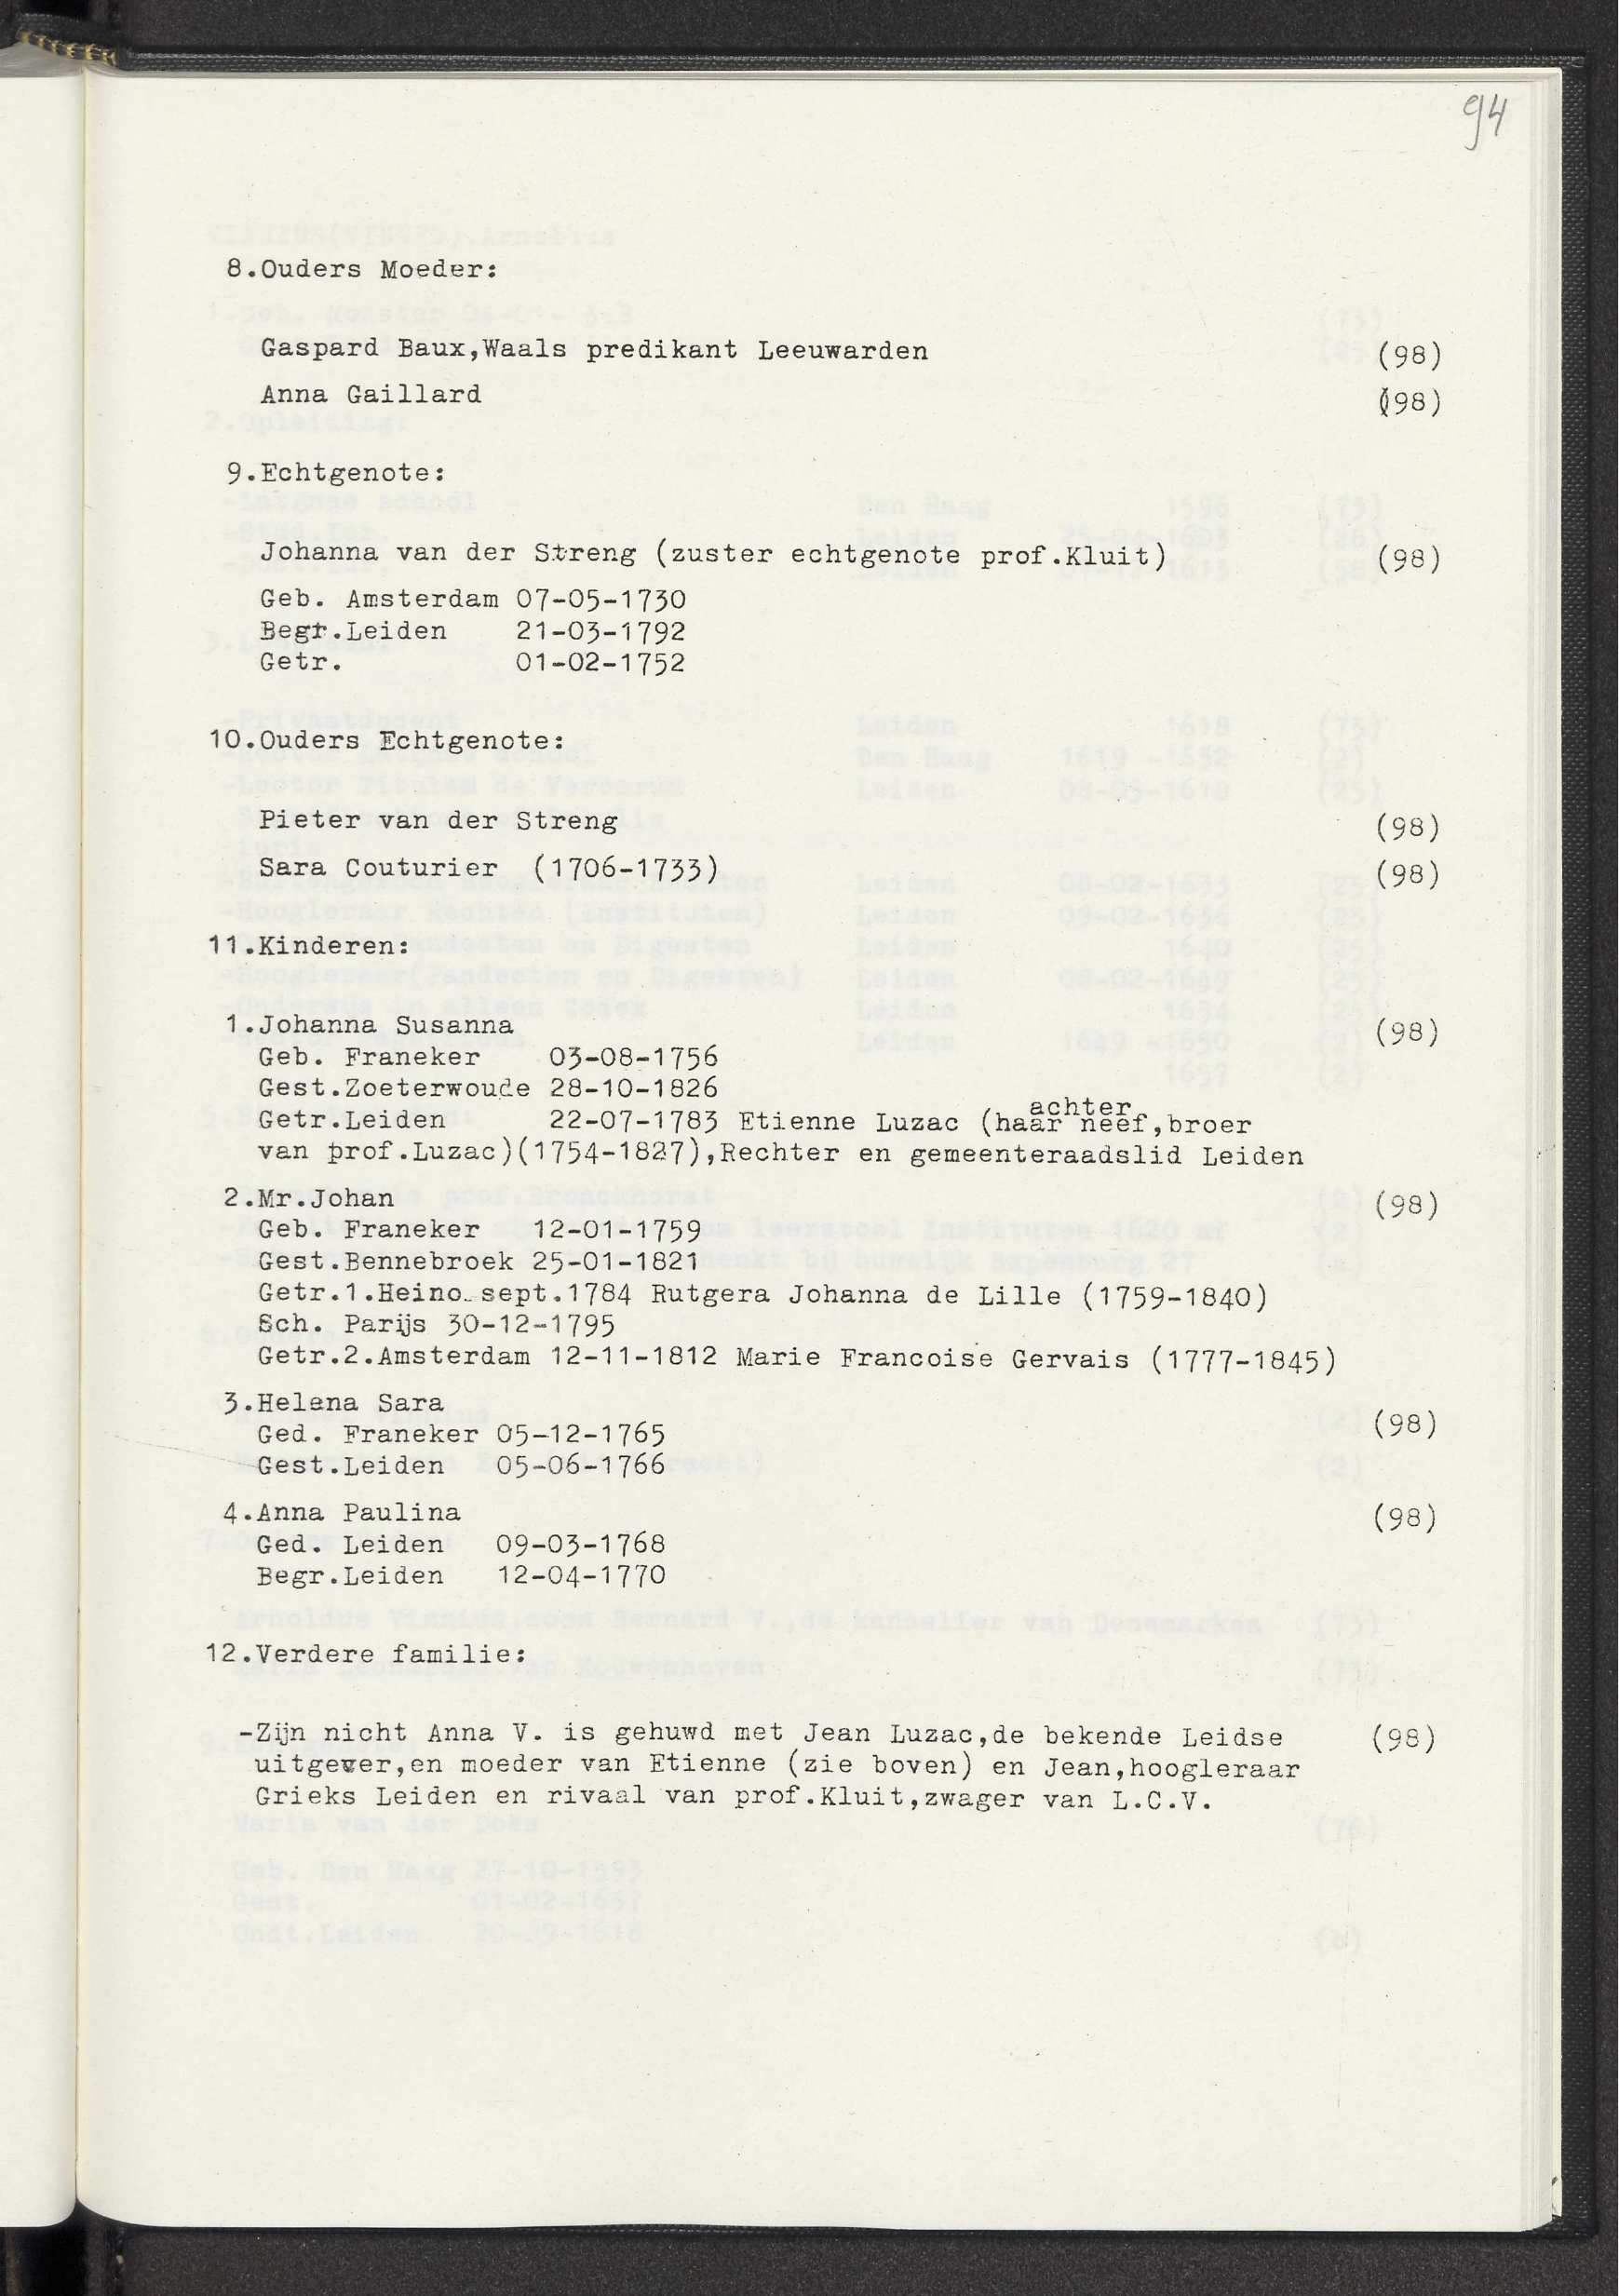 94
8.Ouders Moeder:
Gaspard Baux,Waals predikant Leeuwarden (98)
Anna Gaillard (98)
9.Echtgenote:
Johanna van der Streng (zuster echtgenote prof.Kluit) (98)
Geb. Amsterdam 07-05-1730
Begr.Leiden 21-03-1792
Getr. 01-02-1752
10.Ouders Echtgenote:
Pieter van der Streng (98)
Sara Couturier (1706-1733) (98)
11.Kinderen:
1.Johanna Susanna (98)
Geb. Franeker 03-08-1756
Gest.Zoeterwoude 28-10-1826
Getr.Leiden 22-07-1783 Etienne Luzac (haar achter neef,broer
van prof.Luzac)(1754-1827),Rechter en gemeenteraadslid Leiden
2.Mr.Johan (98)
Geb. Franeker 12-01-1759
Gest.Bennebroek 25-01-1821
Getr.1.Heino sept.1784 Rutgera Johanna de Lille (1759-1840)
Sch. Parijs 30-12-1795
Getr.2.Amsterdam 12-11-1812 Marie Francoise Gervais (1777-1845)
3.Helena Sara (98)
Ged. Franeker 05-12-1765
Gest.Leiden 05-06-1766
4.Anna Paulina (98)
Ged. Leiden 09-03-1768
Begr.Leiden 12-04-1770
12.Verdere familie:
-Zijn nicht Anna V. is gehuwd met Jean Luzac,de bekende Leidse (98)
uitgever,en moeder van Etienne (zie boven) en Jean,hoogleraar
Grieks Leiden en rivaal van prof.Kluit,zwager van L.C.V.